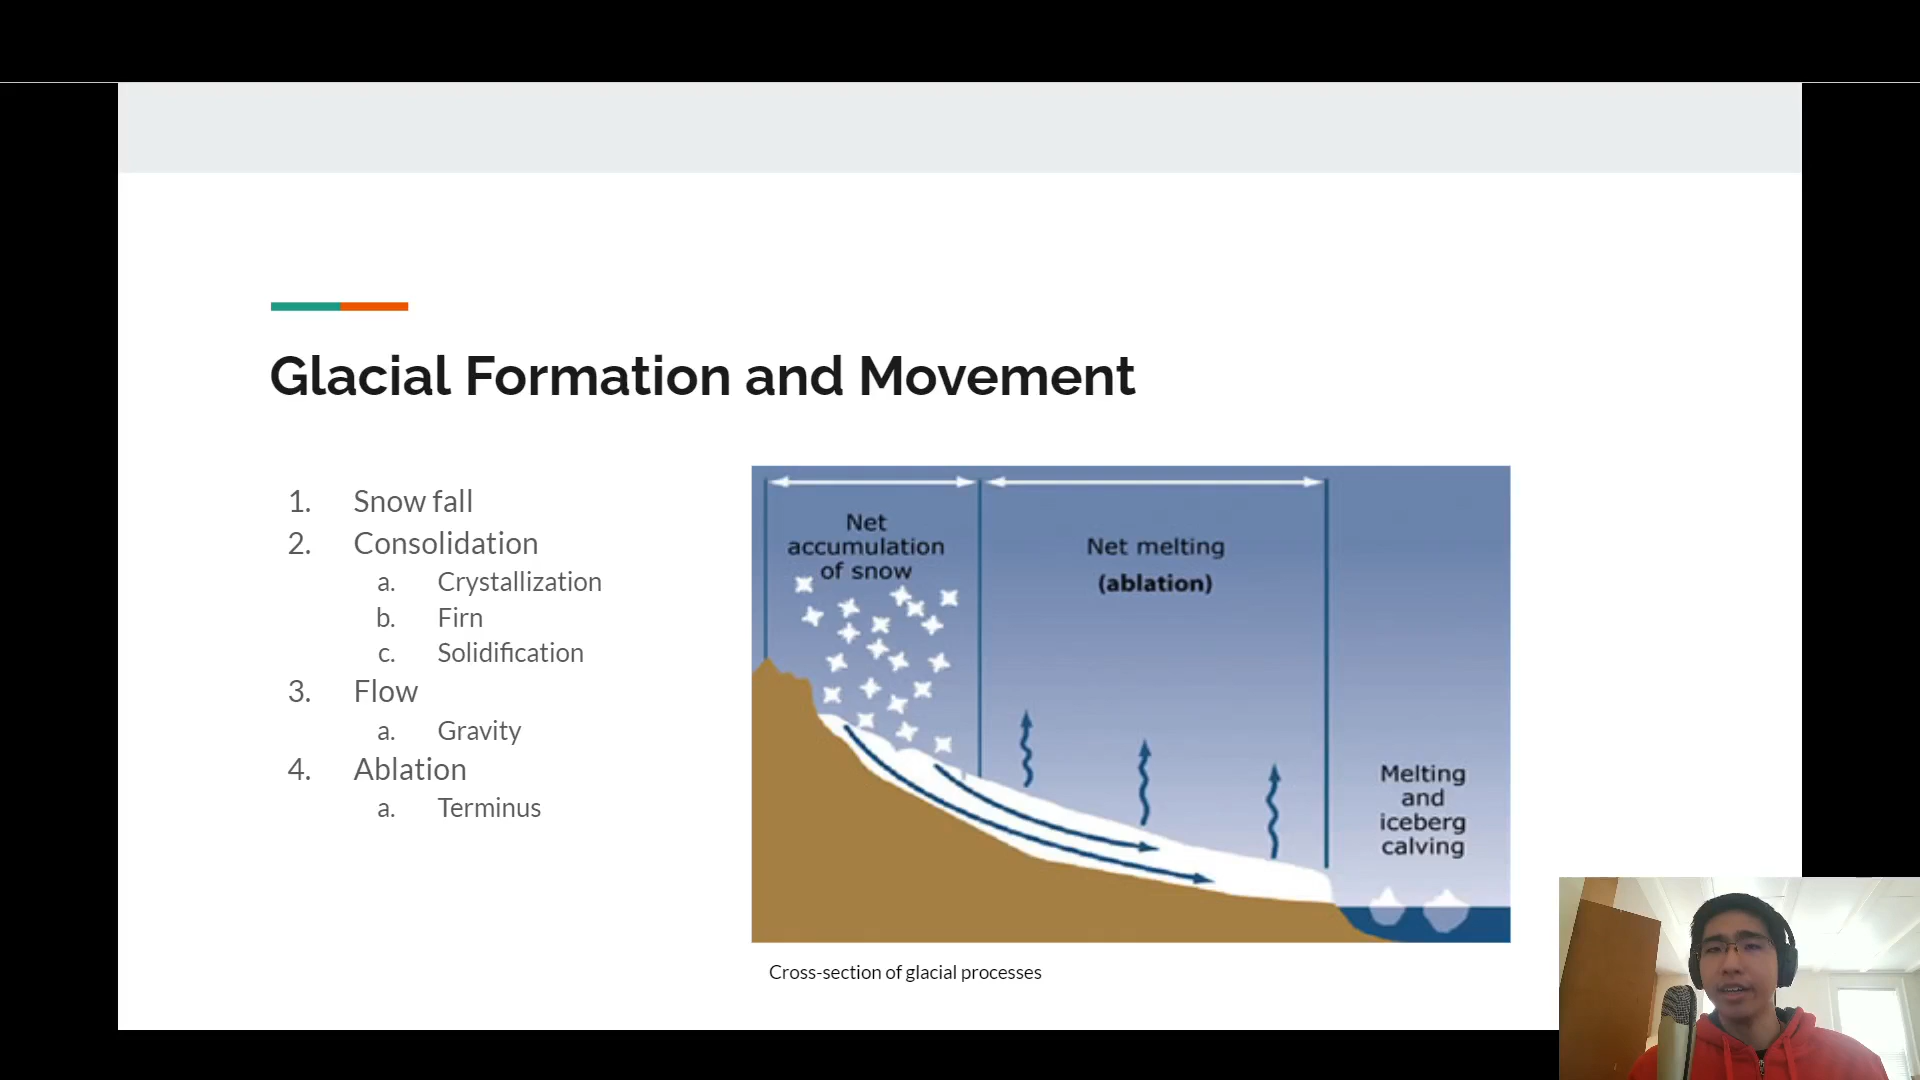 Glacial Formation and Movement
1. Snow fall
2. Consolidation
a. Crystallization
b. Firn
c. Solidification
3. Flow
a. Gravity
4. Ablation
a. Terminus
Net
accumulation
of snow
Net melting
(ablation)
Melting
and
iceberg
calving
Cross-section of glacial processes